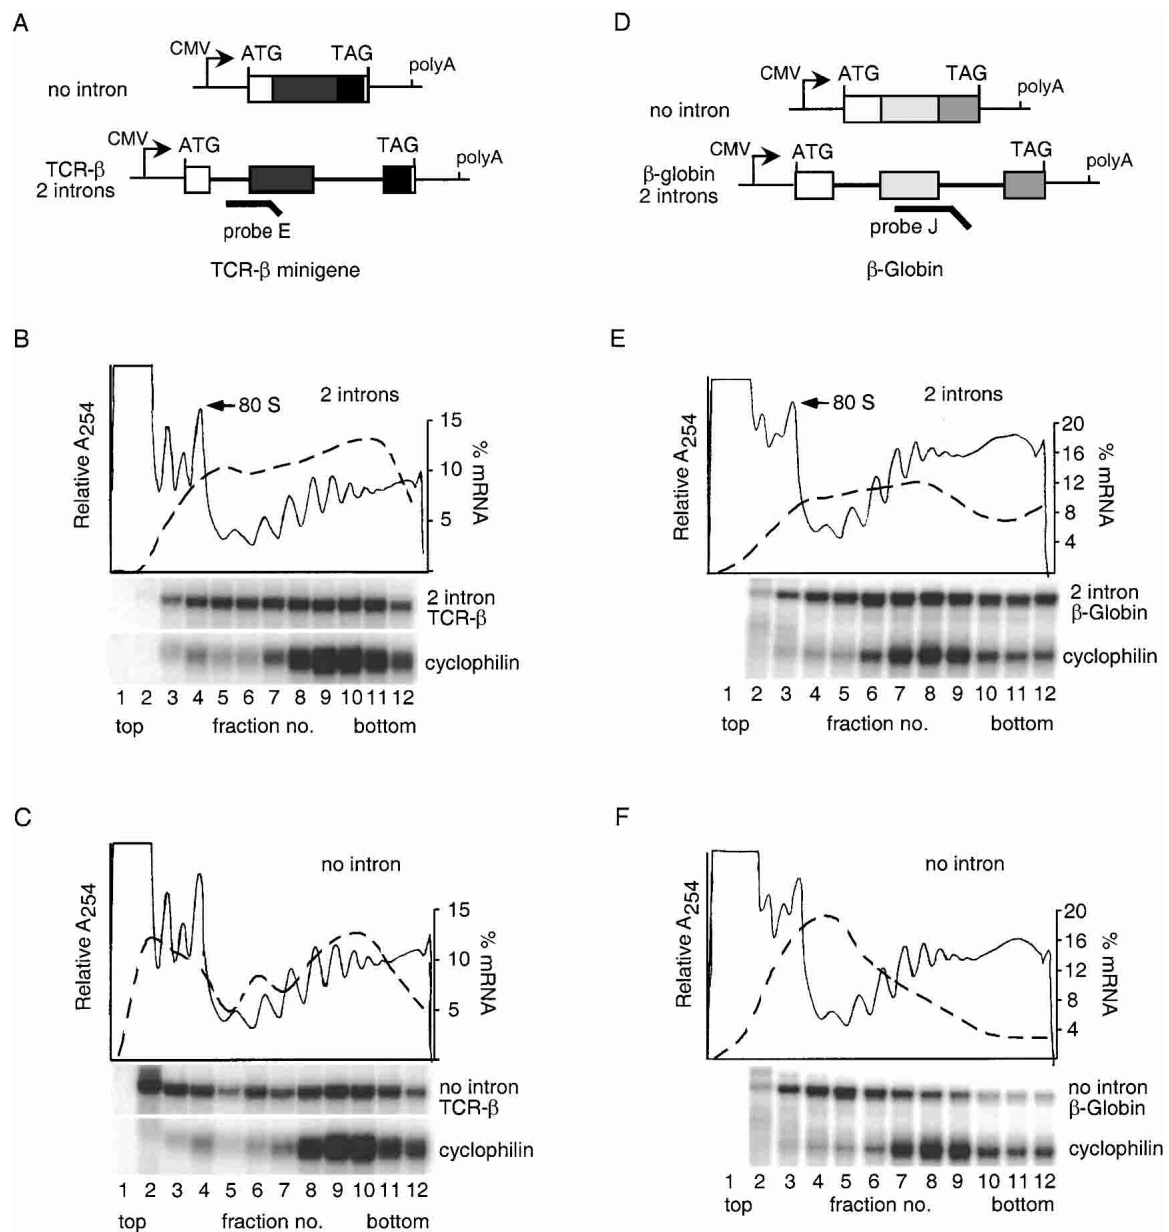 A
CMV
ATG
TAG
polyA
no intron
CMV
ATG
TAG
polyA
TCR-β
2 introns
probe E
TCR-β minigene
D
CMV
ATG
TAG
polyA
no intron
CMV
ATG
TAG
polyA
β-globin
2 introns
probe J
β-Globin
B
Relative A254
80 S
2 introns
15
10
5
% mRNA
2 intron
TCR-β
cyclophilin
1 2 3 4 5 6 7 8 9 10 11 12
top fraction no. bottom
E
Relative A254
80 S
2 introns
20
16
12
8
4
% mRNA
2 intron
β-Globin
cyclophilin
1 2 3 4 5 6 7 8 9 10 11 12
top fraction no. bottom
C
Relative A254
no intron
15
10
5
% mRNA
no intron
TCR-β
cyclophilin
1 2 3 4 5 6 7 8 9 10 11 12
top fraction no. bottom
F
Relative A254
no intron
20
16
12
8
4
% mRNA
no intron
β-Globin
cyclophilin
1 2 3 4 5 6 7 8 9 10 11 12
top fraction no. bottom